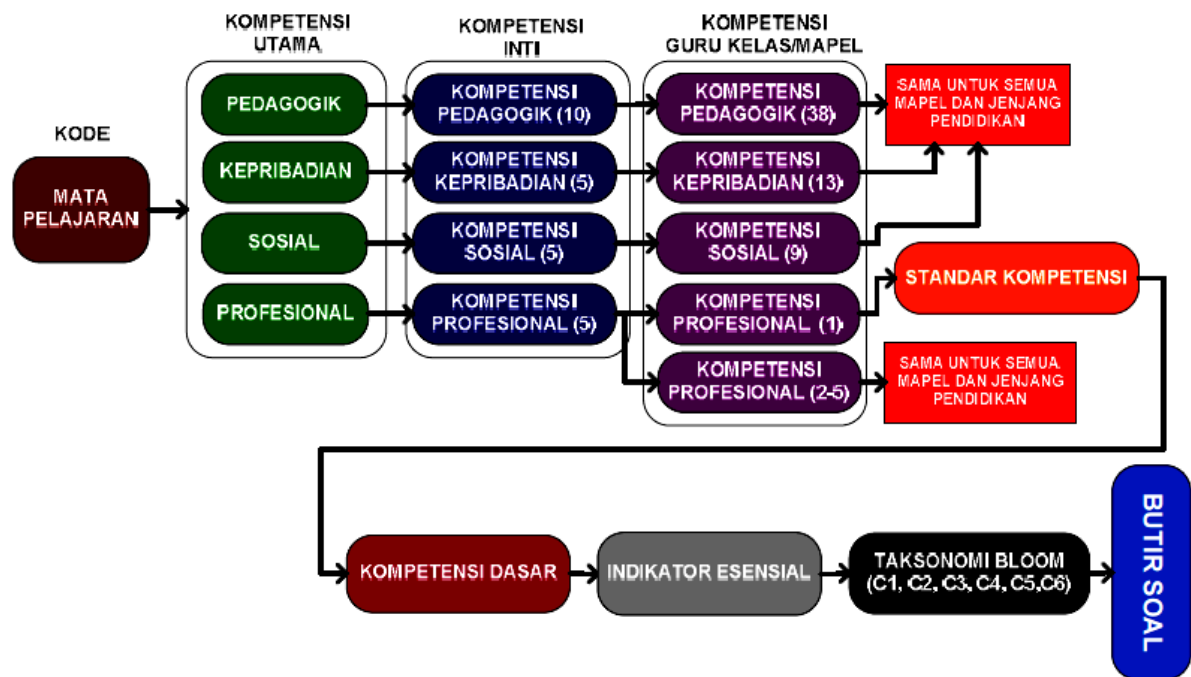 KOMPETENSI
UTAMA
KOMPETENSI
INTI
KOMPETENSI
GURU KELAS/MAPEL
KODE
MATA
PELAJARAN
PEDAGOGIK
KEPRIBADIAN
SOSIAL
PROFESIONAL
KOMPETENSI
PEDAGOGIK (10)
KOMPETENSI
KEPRIBADIAN (5)
KOMPETENSI
SOSIAL (5)
KOMPETENSI
PROFESIONAL (5)
KOMPETENSI
PEDAGOGIK (38)
KOMPETENSI
KEPRIBADIAN (13)
KOMPETENSI
SOSIAL (9)
KOMPETENSI
PROFESIONAL (1)
KOMPETENSI
PROFESIONAL (2-5)
SAMA UNTUK SEMUA
MAPEL DAN JENJANG
PENDIDIKAN
STANDAR KOMPETENSI
SAMA UNTUK SEMUA
MAPEL DAN JENJANG
PENDIDIKAN
KOMPETENSI DASAR
INDIKATOR ESENSIAL
TAKSONOMI BLOOM
(C1, C2, C3, C4, C5,C6)
BUTIR SOAL